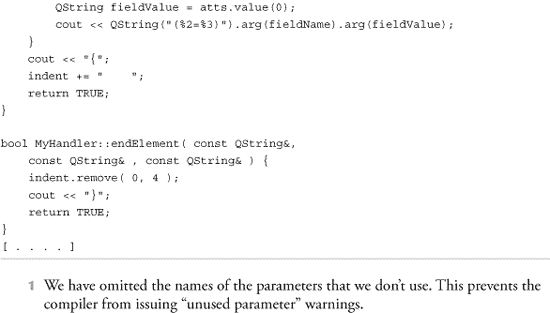 QString fieldValue = atts.value(0);
cout << QString("(%2=%3)").arg(fieldName).arg(fieldValue);
}
cout << "{";
indent += "    ";
return TRUE;
}
bool MyHandler::endElement( const QString&,
const QString& , const QString& ) {
indent.remove( 0, 4 );
cout << "}";
return TRUE;
}
[ . . . . ]
1 We have omitted the names of the parameters that we don't use. This prevents the
compiler from issuing “unused parameter” warnings.